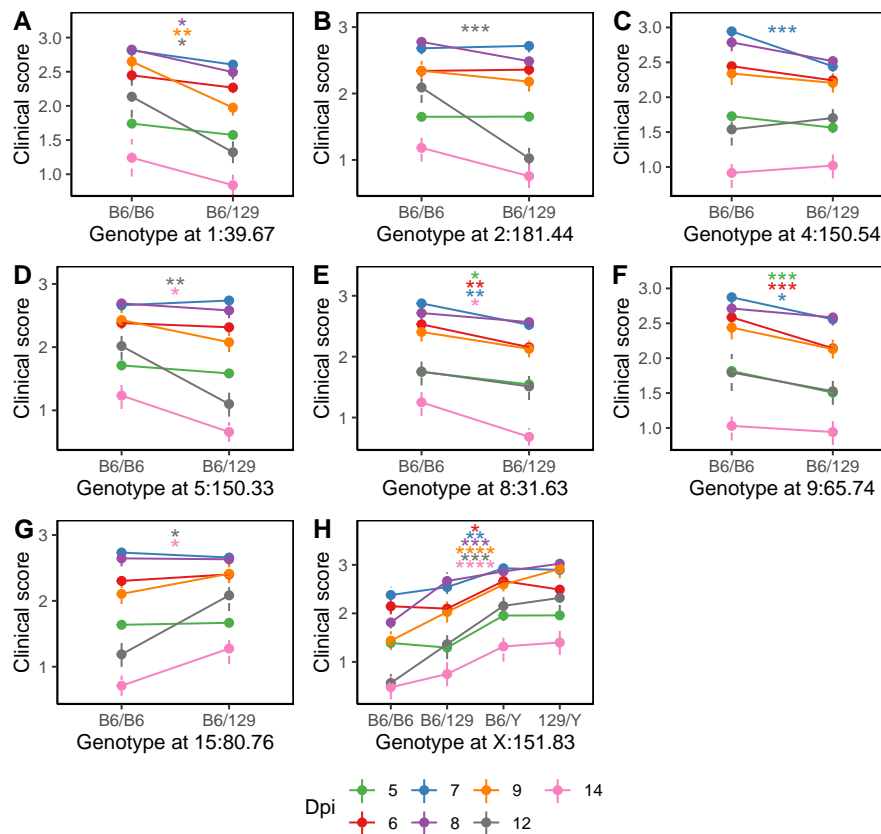 A
B
C
*
**
*
***
***
Clinical score
3.0
2.5
2.0
1.5
1.0
B6/B6
B6/129
Genotype at 1:39.67
Clinical score
3
2
1
B6/B6
B6/129
Genotype at 2:181.44
Clinical score
3.0
2.5
2.0
1.5
1.0
B6/B6
B6/129
Genotype at 4:150.54
D
E
F
**
*
*
**
**
*
***
***
*
Clinical score
3
2
1
B6/B6
B6/129
Genotype at 5:150.33
Clinical score
3
2
1
B6/B6
B6/129
Genotype at 8:31.63
Clinical score
3.0
2.5
2.0
1.5
1.0
B6/B6
B6/129
Genotype at 9:65.74
G
H
*
*
*
**
***
****
***
****
Clinical score
3
2
1
B6/B6
B6/129
Genotype at 15:80.76
Clinical score
3
2
1
B6/B6
B6/129
B6/Y
129/Y
Genotype at X:151.83
Dpi
5
7
9
14
6
8
12